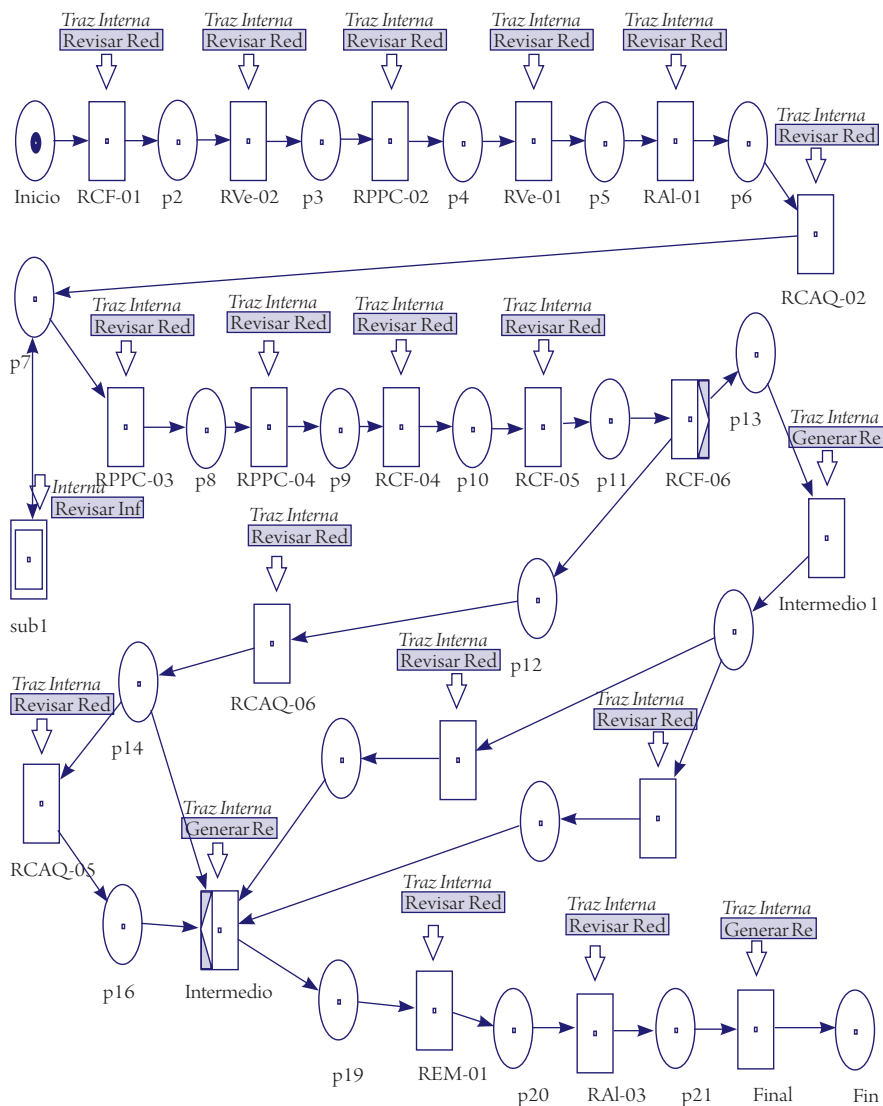 Traz Interna
Revisar Red
Traz Interna
Revisar Red
Traz Interna
Revisar Red
Traz Interna
Revisar Red
Traz Interna
Revisar Red
Traz Interna
Revisar Red
Inicio
RCF-01
p2
RVe-02
p3
RPPC-02
p4
RVe-01
p5
RAl-01
p6
RCAQ-02
Traz Interna
Revisar Red
Traz Interna
Revisar Red
Traz Interna
Revisar Red
Traz Interna
Revisar Red
p7
p13
Traz Interna
Generar Re
RPPC-03
p8
RPPC-04
p9
RCF-04
p10
RCF-05
p11
RCF-06
Interna
Revisar Inf
Traz Interna
Revisar Red
sub1
Intermedio 1
p12
Traz Interna
Revisar Red
RCAQ-06
Traz Interna
Revisar Red
Traz Interna
Revisar Red
p14
Traz Interna
Generar Re
RCAQ-05
Traz Interna
Revisar Red
Traz Interna
Revisar Red
Traz Interna
Generar Re
p16
Intermedio
p19
REM-01
p20
RAl-03
p21
Final
Fin